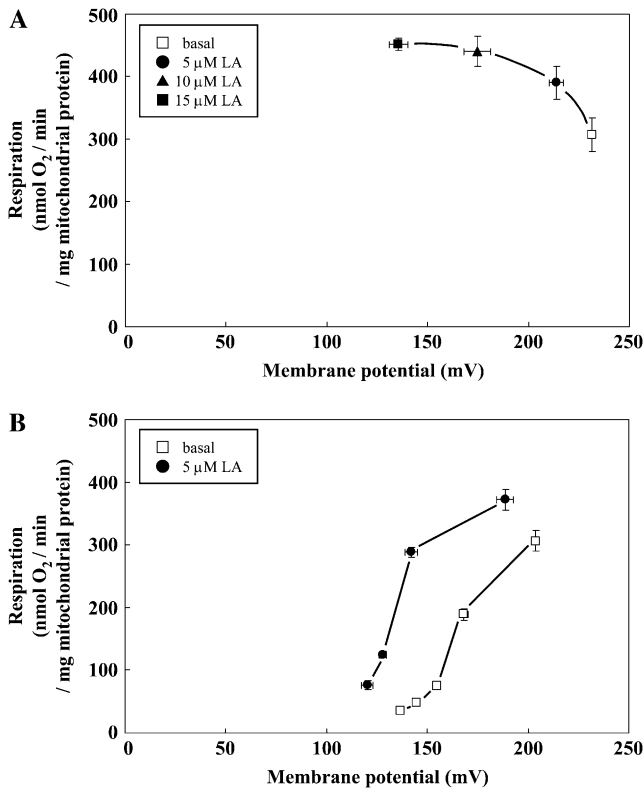 A
500
400
300
200
100
0
Respiration
(nmol O₂ / min
/ mg mitochondrial protein)
basal
5 µM LA
10 µM LA
15 µM LA
0 50 100 150 200 250
Membrane potential (mV)
B
500
400
300
200
100
0
Respiration
(nmol O₂ / min
/ mg mitochondrial protein)
basal
5 µM LA
0 50 100 150 200 250
Membrane potential (mV)